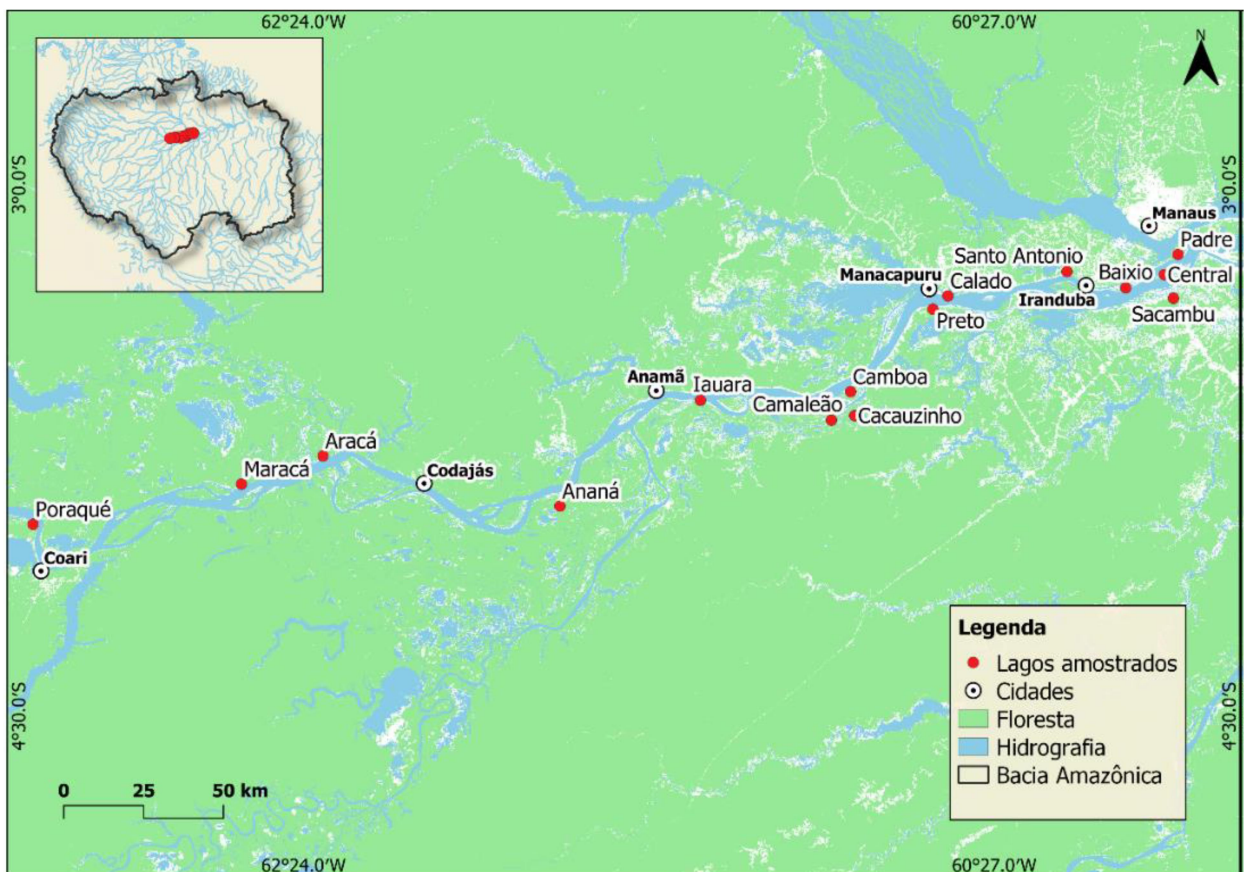 62°24.0'W
60°27.0'W
N
3°0.0'S
3°0.0'S
Manaus
Padre
Santo Antonio
Baixio
Central
Manacapuru
Calado
Iranduba
Sacambu
Preto
Anamã
Iauara
Camboa
Camaleão
Cacauzinho
Aracá
Maracá
Codajás
Ananá
Poraqué
Coari
Legenda
Lagos amostrados
Cidades
Floresta
Hidrografia
Bacia Amazônica
4°30.0'S
4°30.0'S
0 25 50 km
62°24.0'W
60°27.0'W